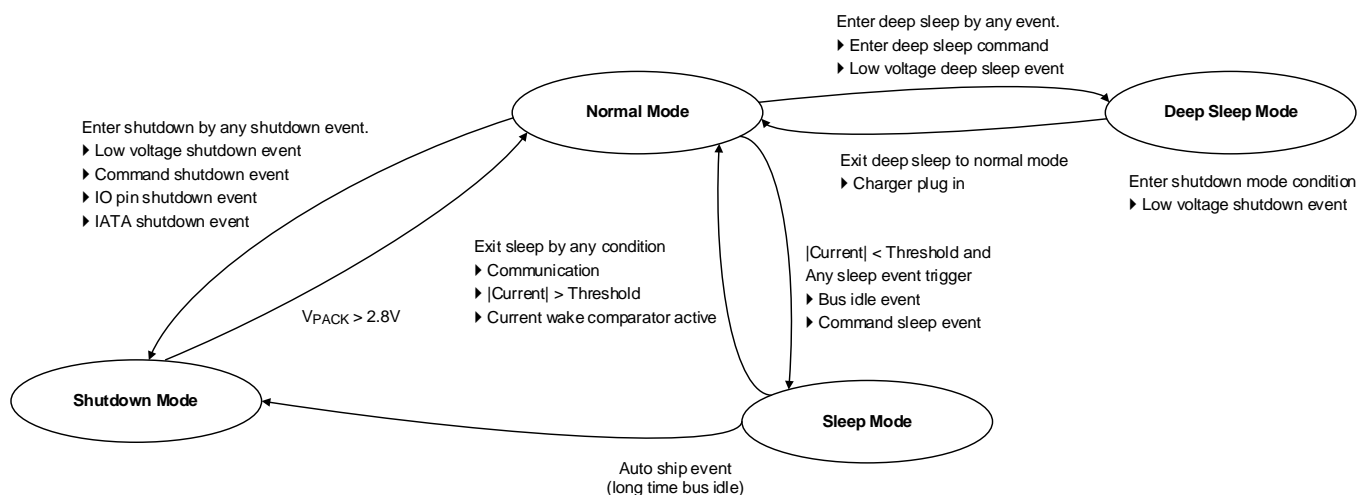 Enter deep sleep by any event.
▶ Enter deep sleep command
▶ Low voltage deep sleep event
Normal Mode
Deep Sleep Mode
Enter shutdown by any shutdown event.
▶ Low voltage shutdown event
▶ Command shutdown event
▶ IO pin shutdown event
▶ IATA shutdown event
Exit deep sleep to normal mode
▶ Charger plug in
Enter shutdown mode condition
▶ Low voltage shutdown event
Exit sleep by any condition
▶ Communication
▶ |Current| > Threshold
▶ Current wake comparator active
|Current| < Threshold and
Any sleep event trigger
▶ Bus idle event
▶ Command sleep event
VPACK > 2.8V
Shutdown Mode
Sleep Mode
Auto ship event
(long time bus idle)